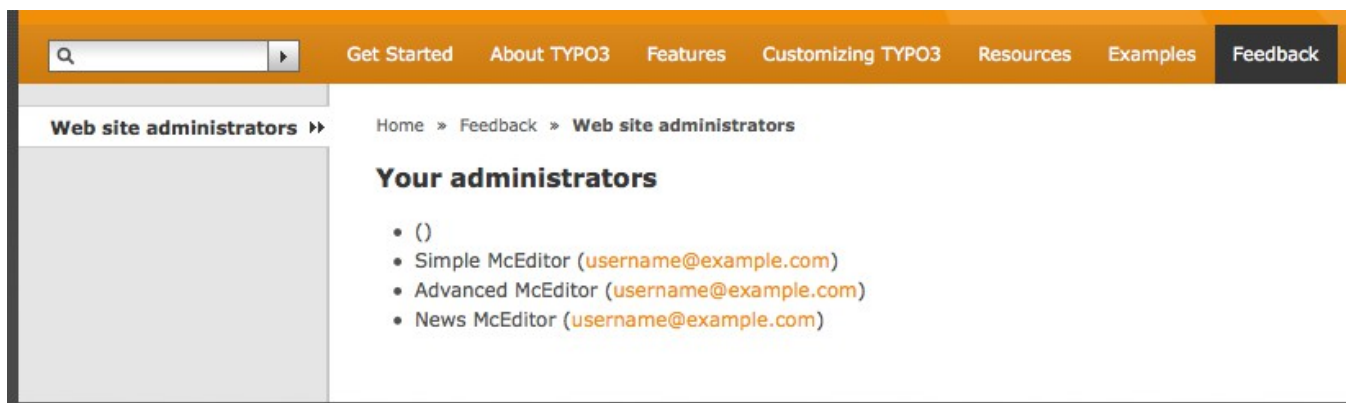 Get Started About TYPO3 Features Customizing TYPO3 Resources Examples Feedback
Web site administrators
Home » Feedback » Web site administrators
Your administrators
• ()
• Simple McEditor (username@example.com)
• Advanced McEditor (username@example.com)
• News McEditor (username@example.com)